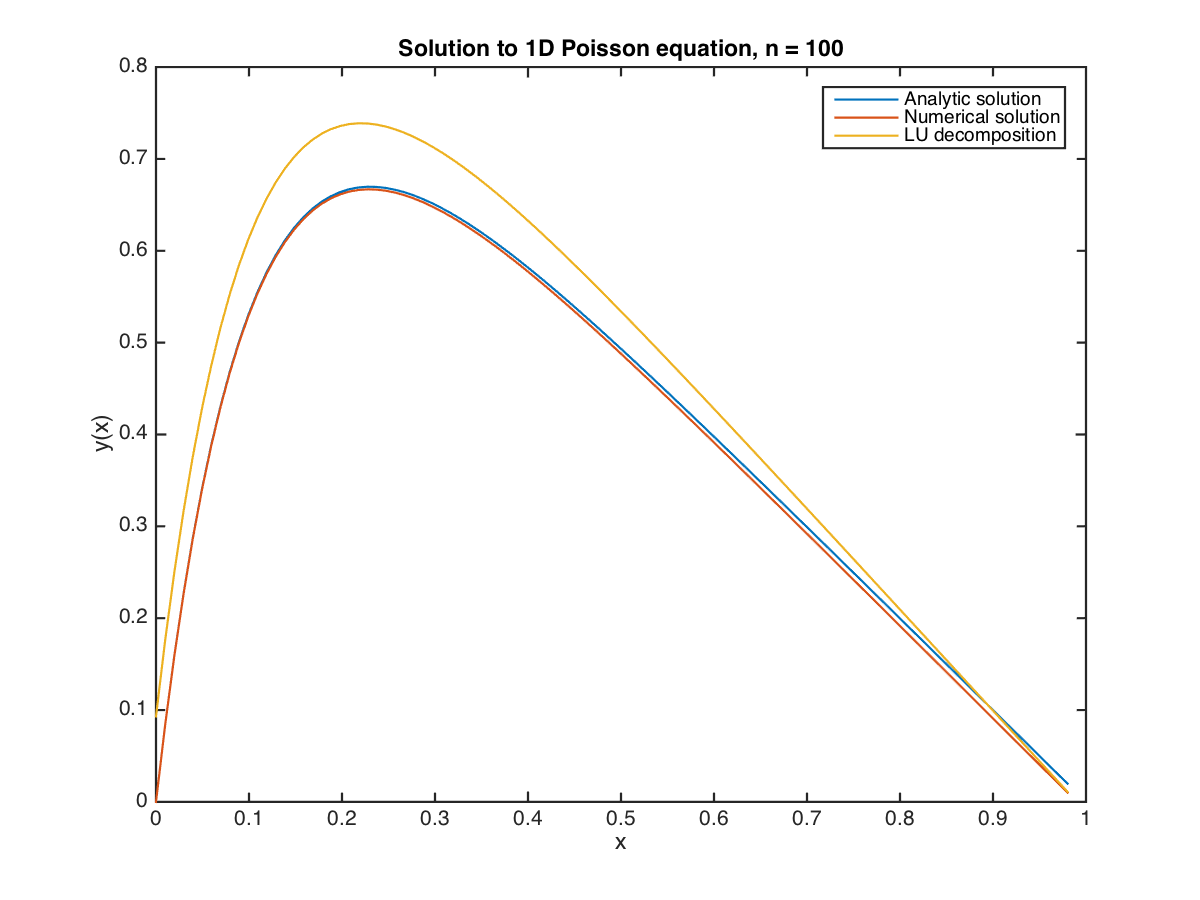 Solution to 1D Poisson equation, n = 100
Analytic solution
Numerical solution
LU decomposition
0.8
0.7
0.6
0.5
0.4
0.3
0.2
0.1
0
y(x)
0 0.1 0.2 0.3 0.4 0.5 0.6 0.7 0.8 0.9 1
x